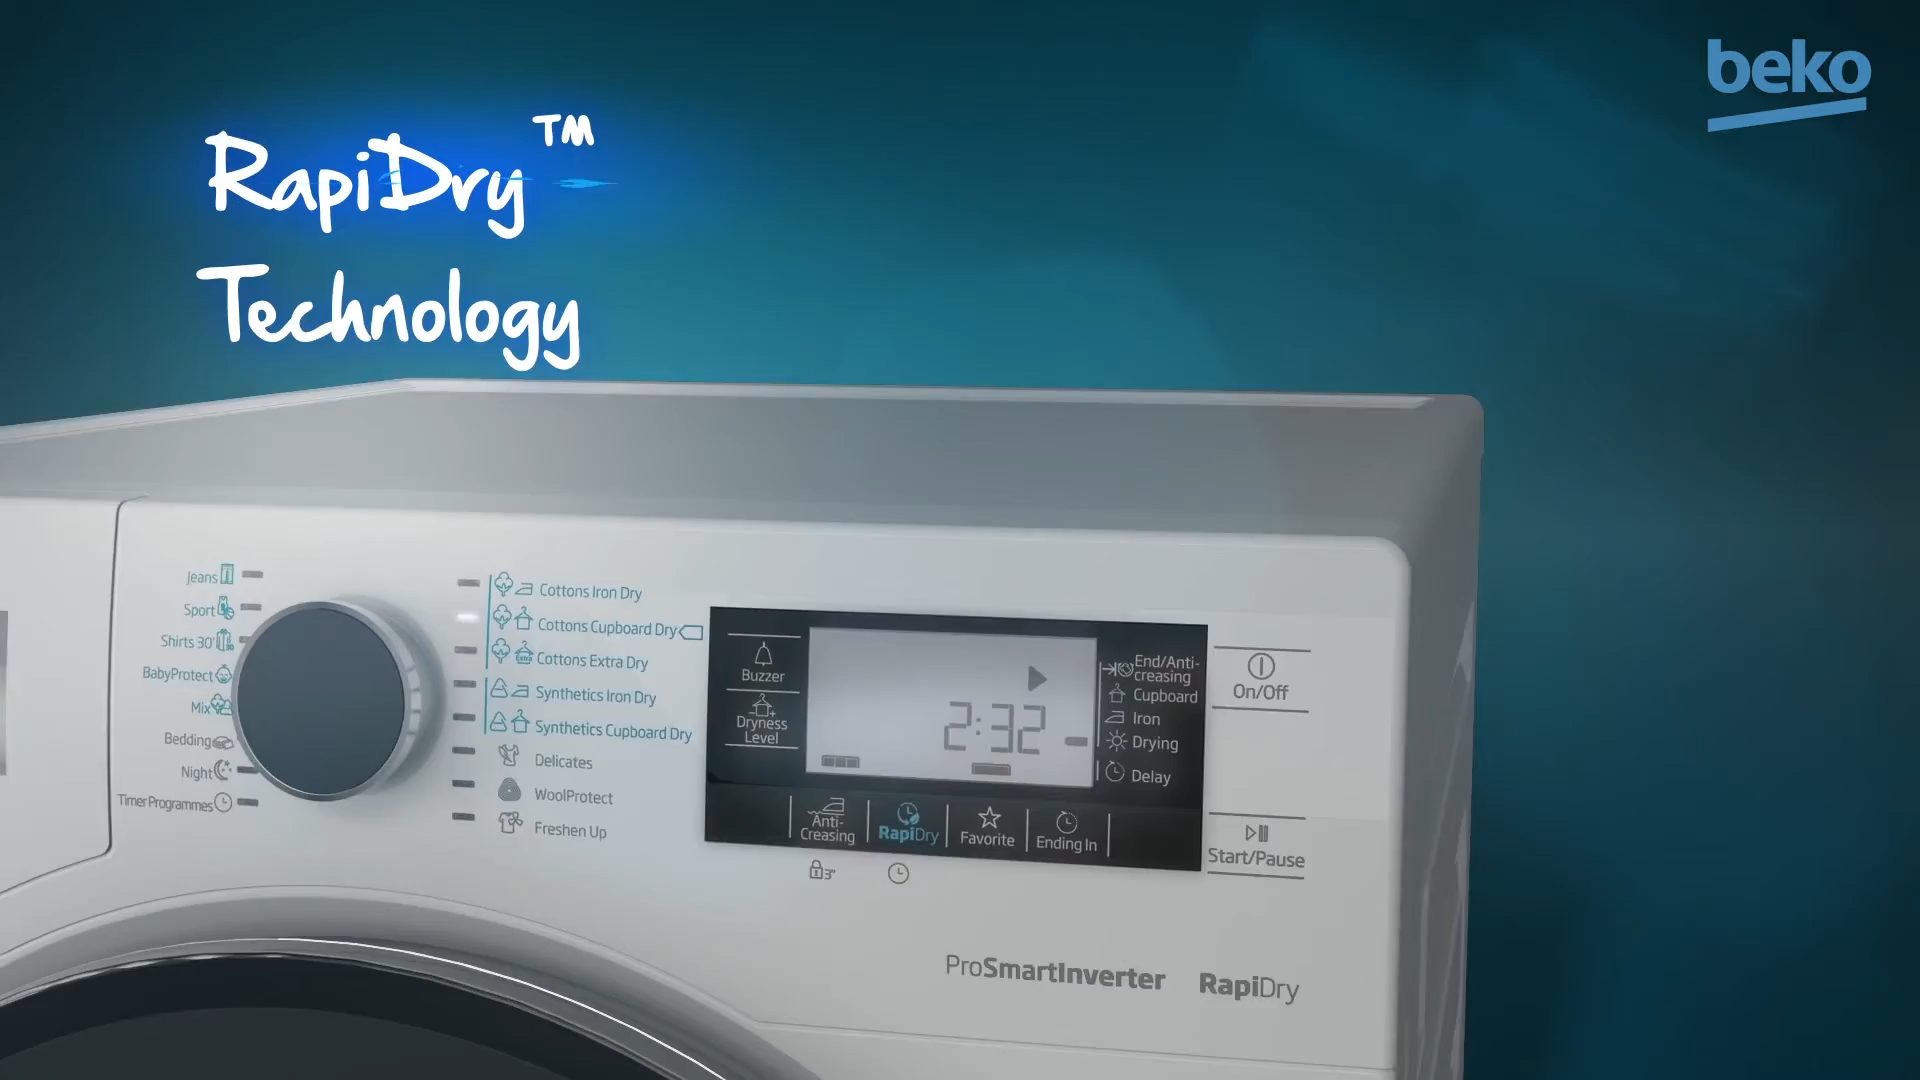 beko
RapiDry™
Technology
Jeans
Sport
Shirts 30'
BabyProtect
Mix
Bedding
Night
Timer Programmes
Cottons Iron Dry
Cottons Cupboard Dry
Cottons Extra Dry
Synthetics Iron Dry
Synthetics Cupboard Dry
Delicates
WoolProtect
Freshen Up
Buzzer
Dryness
Level
2:32
End/Anti-
creasing
Cupboard
Iron
Drying
Delay
Anti-
Creasing
RapiDry
Favorite
Ending In
3"
On/Off
Start/Pause
ProSmartInverter
RapiDry